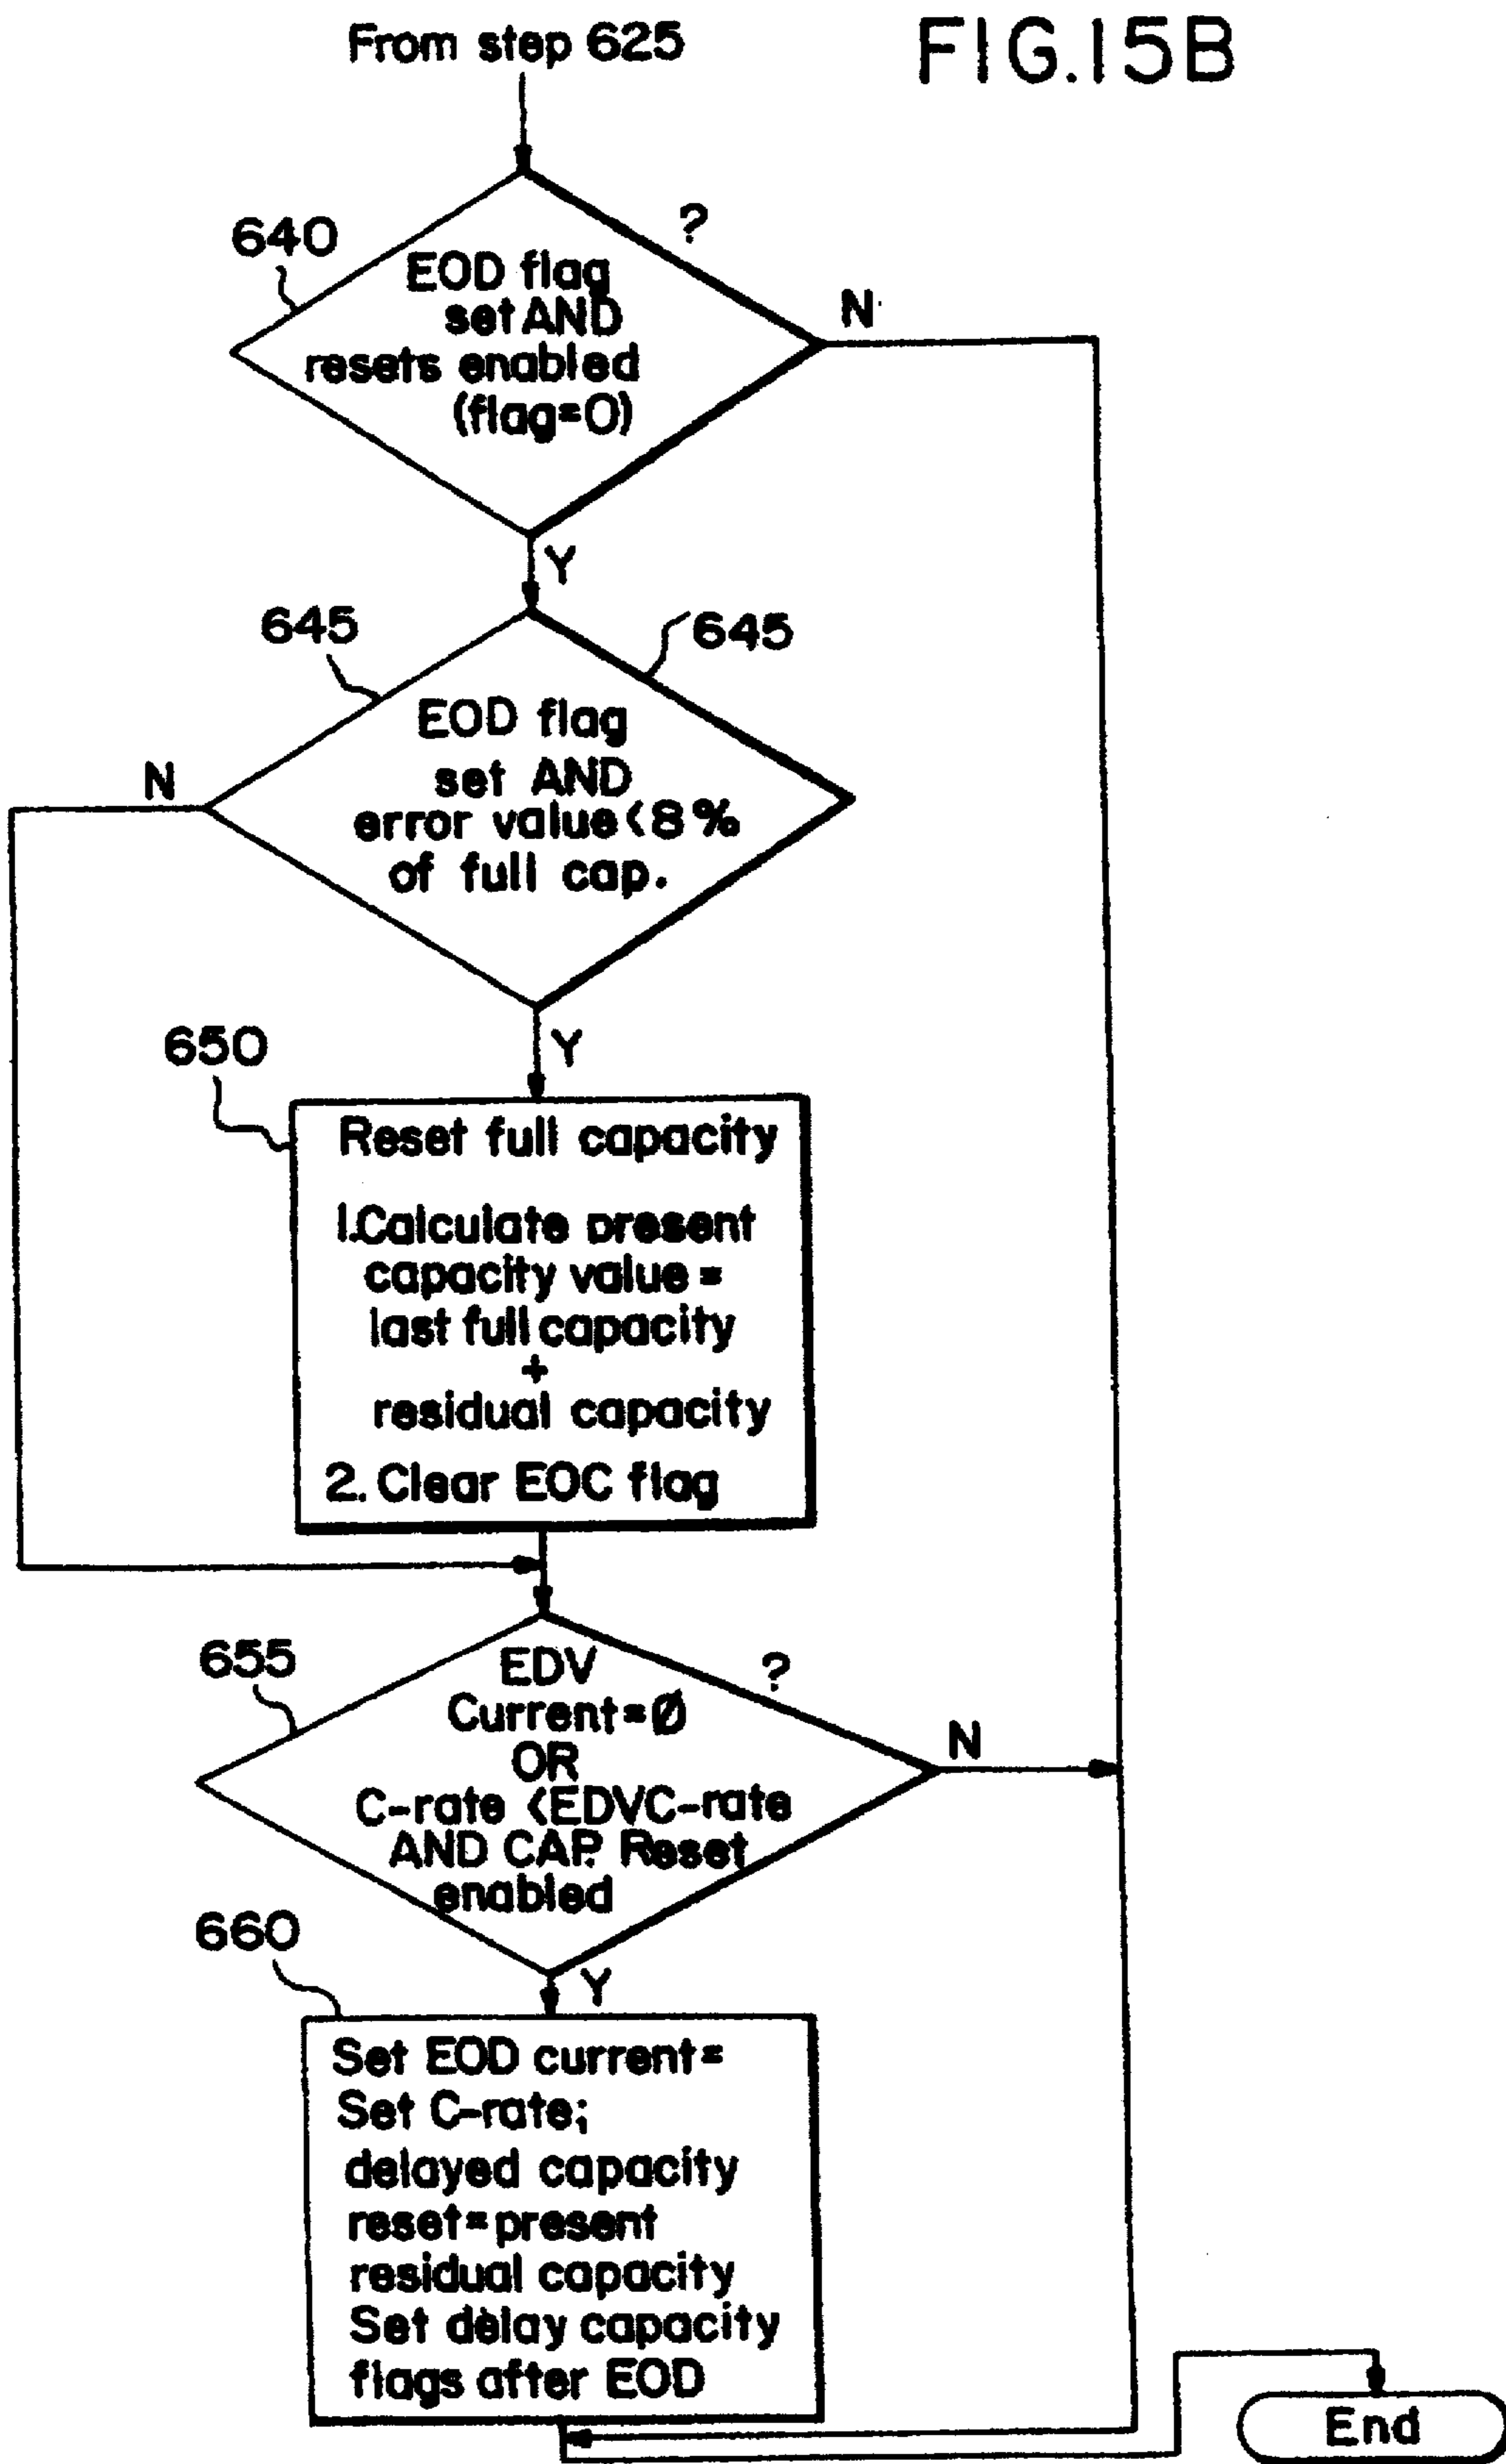 From step 625
FIG.15B
640
?
EOD flag
set AND
resets enabled
(flag=0)
N
Y
645
645
EOD flag
set AND
error value<8%
of full cap.
N
Y
650
Reset full capacity
1.Calculate present
capacity value=
last full capacity
+
residual capacity
2. Clear EOC flag
655
?
EDV
Current=Ø
OR
C-rate <EDVC-rate
AND CAP. Reset
enabled
N
Y
660
Set EOD current=
Set C-rate;
delayed capacity
reset=present
residual capacity
Set delay capacity
flags after EOD
End